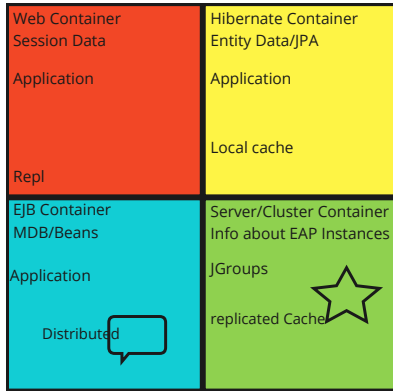 Web Container
Session Data
Application
Repl
Hibernate Container
Entity Data/JPA
Application
Local cache
EJB Container
MDB/Beans
Application
Distributed
Server/Cluster Container
Info about EAP Instances
JGroups
replicated Cache